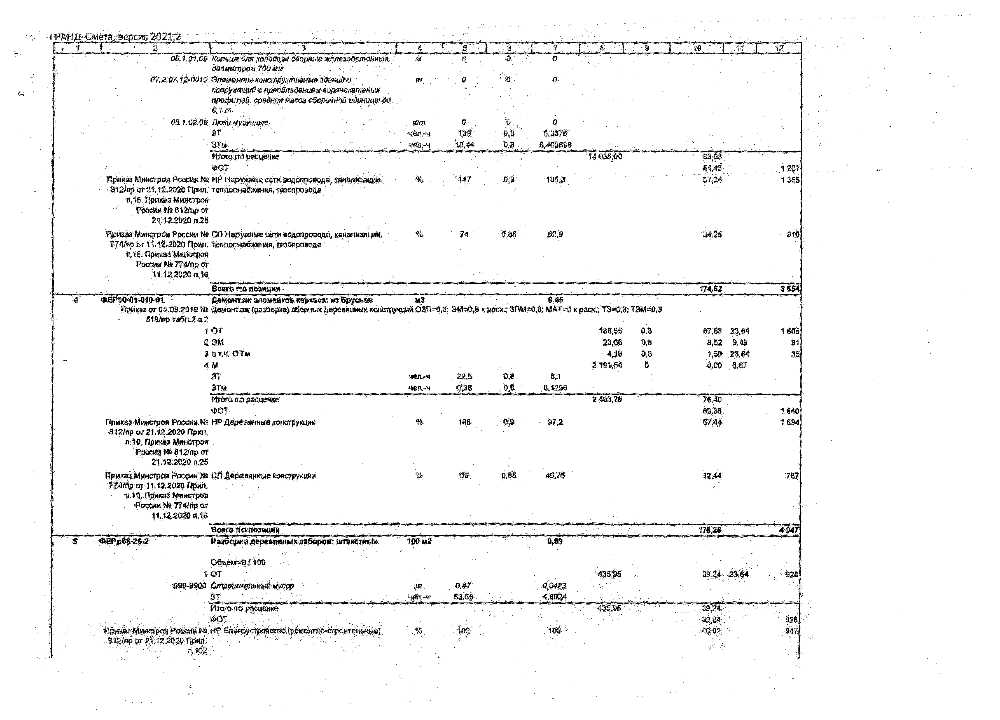 ГРАНД-Смета, версия 2021.2
1 2 3 4 5 6 7 8 9 10 11 12
05.1.01.09 Кольца для колодцев сборные железобетонные м 0 0 0
диаметром 700 мм
07.2.07.12-0019 Элементы конструктивные зданий и т 0 0 0
сооружений с преобладанием горячекатаных
профилей, средняя масса сборочной единицы до
0,1 т
08.1.02.06 Люки чугунные шт 0 0 0
ЗТ чел.-ч 139 0,8 5,3376
ЗТм чел.-ч 10,44 0,8 0,400896
Итого по расценке 14 035,00 83,03
ФОТ 54,45 1 287
Приказ Минстроя России № НР Наружные сети водопровода, канализации, % 117 0,9 105,3 57,34 1 355
812/пр от 21.12.2020 Прил. теплоснабжения, газопровода
п.18, Приказ Минстроя
России № 812/пр от
21.12.2020 п.25
Приказ Минстроя России № СП Наружные сети водопровода, канализации, % 74 0,85 62,9 34,25 810
774/пр от 11.12.2020 Прил. теплоснабжения, газопровода
п.18, Приказ Минстроя
России № 774/пр от
11.12.2020 п.16
Всего по позиции 174,62 3 654
4 ФЕР10-01-010-01 Демонтаж элементов каркаса: из брусьев м3 0,45
Приказ от 04.09.2019 № Демонтаж (разборка) сборных деревянных конструкций ОЗП=0,8; ЭМ=0,8 к расх.; ЗПМ=0,8; МАТ=0 к расх.; ТЗ=0,8; ТЗМ=0,8
519/пр табл.2 п.2
1 ОТ 188,55 0,8 67,88 23,64 1 605
2 ЭМ 23,66 0,8 8,52 9,49 81
3 в т.ч. ОТм 4,18 0,8 1,50 23,64 35
4 М 2 191,54 0 0,00 6,87
ЗТ чел.-ч 22,5 0,8 8,1
ЗТм чел.-ч 0,36 0,8 0,1296
Итого по расценке 2 403,75 76,40
ФОТ 69,38 1 640
Приказ Минстроя России № НР Деревянные конструкции % 108 0,9 97,2 67,44 1 594
812/пр от 21.12.2020 Прил.
п.10, Приказ Минстроя
России № 812/пр от
21.12.2020 п.25
Приказ Минстроя России № СП Деревянные конструкции % 55 0,85 46,75 32,44 767
774/пр от 11.12.2020 Прил.
п.10, Приказ Минстроя
России № 774/пр от
11.12.2020 п.16
Всего по позиции 176,28 4 047
5 ФЕРр68-26-2 Разборка деревянных заборов: штакетных 100 м2 0,09
Объем=9 / 100
1 ОТ 435,95 39,24 23,64 928
999-9900 Строительный мусор т 0,47 0,0423
ЗТ чел.-ч 53,36 4,8024
Итого по расценке 435,95 39,24
ФОТ 39,24 928
Приказ Минстроя России № НР Благоустройство (ремонтно-строительные) % 102 102 40,02 947
812/пр от 21.12.2020 Прил.
п.102